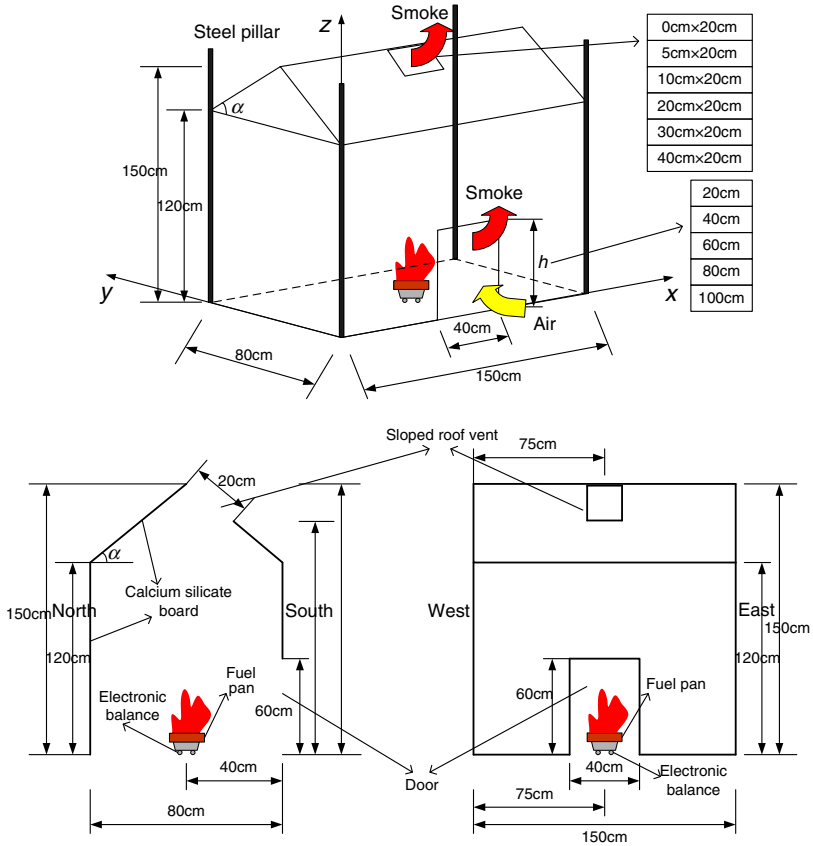 Smoke
Steel pillar
z
0cm×20cm
5cm×20cm
10cm×20cm
20cm×20cm
30cm×20cm
40cm×20cm
α
150cm
120cm
Smoke
20cm
40cm
60cm
80cm
100cm
h
y
x
Air
40cm
80cm
150cm
Sloped roof vent
75cm
20cm
α
Calcium silicate
board
150cm
North
South
West
East
150cm
120cm
120cm
Fuel
pan
Electronic
balance
60cm
60cm
Fuel pan
40cm
Door
40cm
Electronic
balance
75cm
80cm
150cm